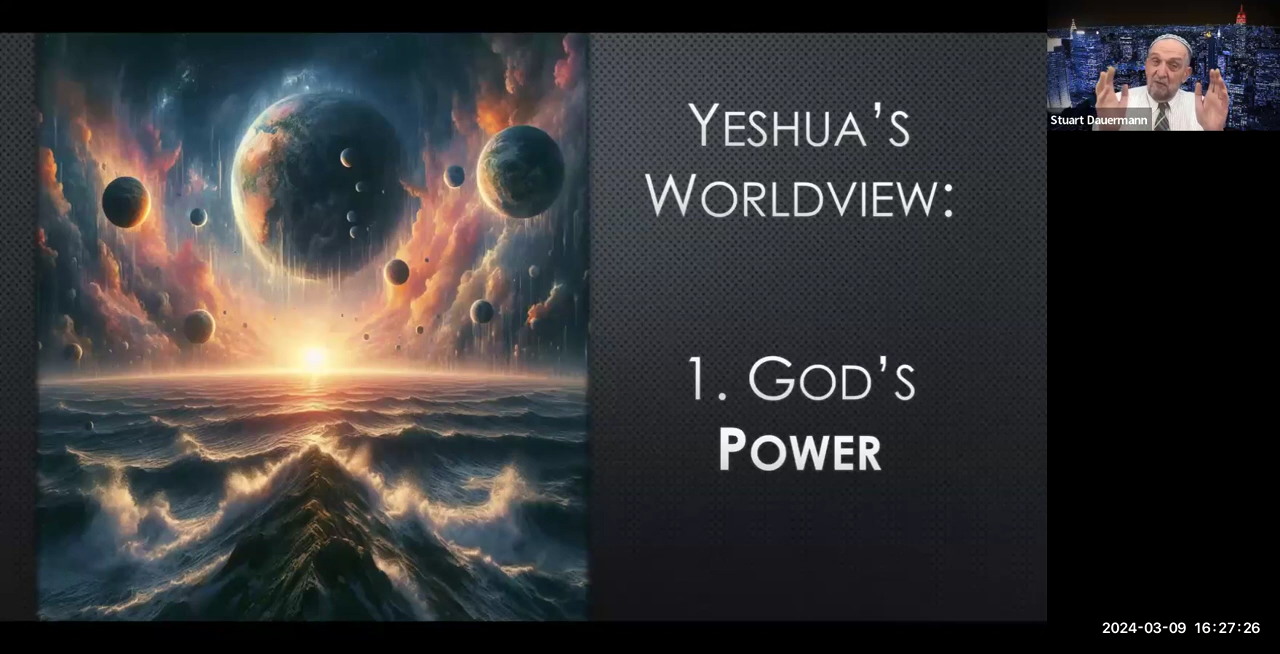 Yeshua’s
Worldview:
1. God’s
Power
Stuart Dauermann
2024-03-09 16:27:26